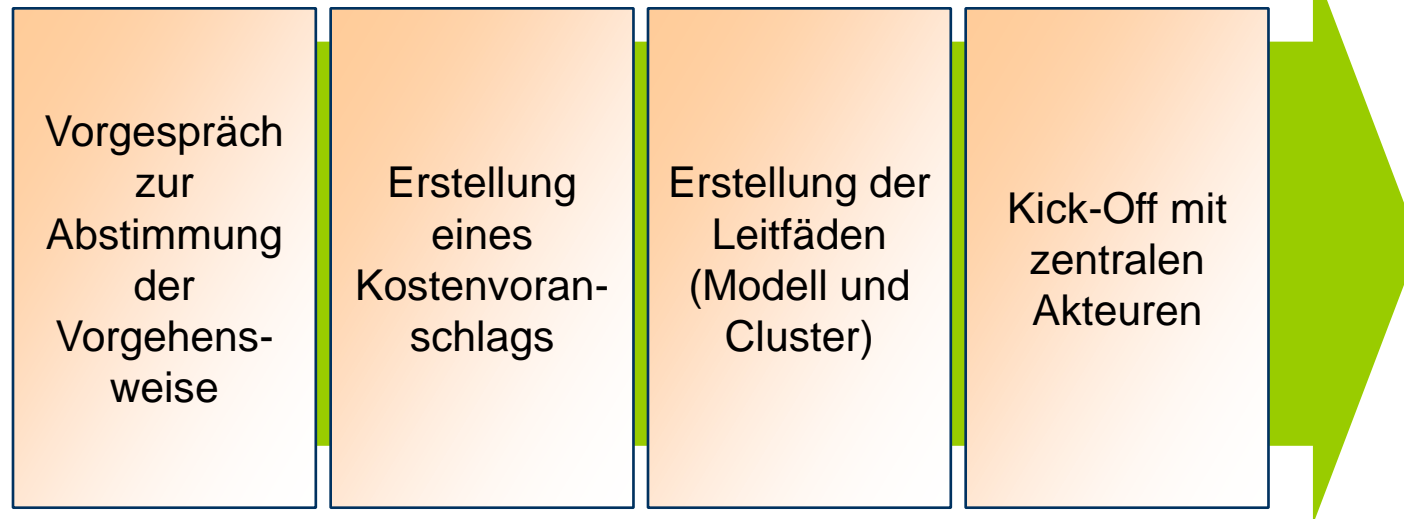 Vorgespräch
zur
Abstimmung
der
Vorgehens-
weise
Erstellung
eines
Kostenvoran-
schlags
Erstellung der
Leitfäden
(Modell und
Cluster)
Kick-Off mit
zentralen
Akteuren